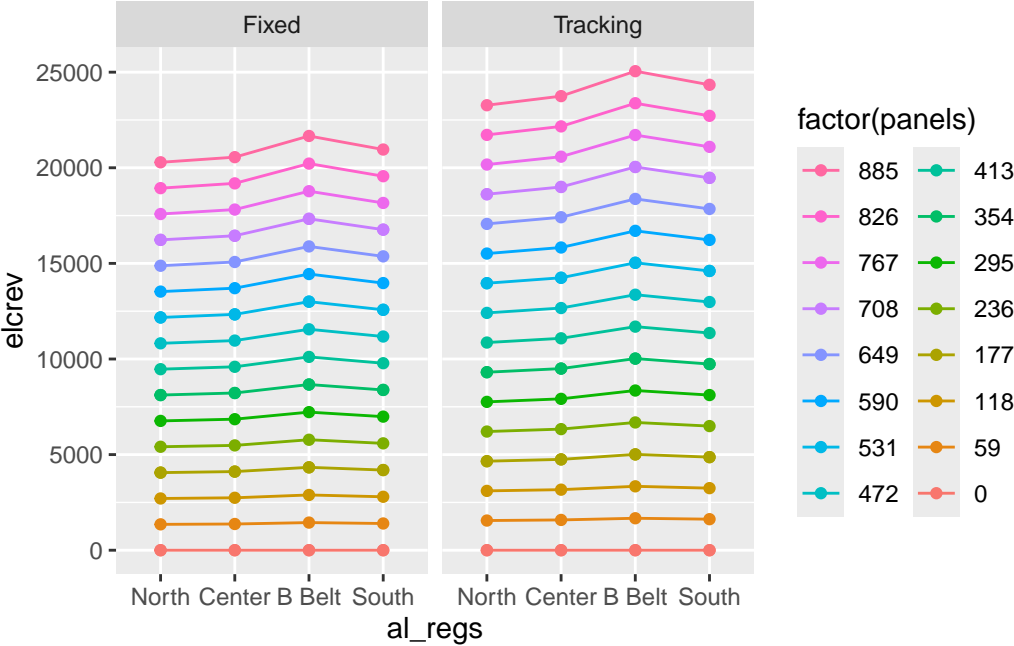 Fixed Tracking
25000
20000
15000
10000
5000
0
elcrev
North Center B Belt South North Center B Belt South
al_regs
factor(panels)
885 413
826 354
767 295
708 236
649 177
590 118
531 59
472 0